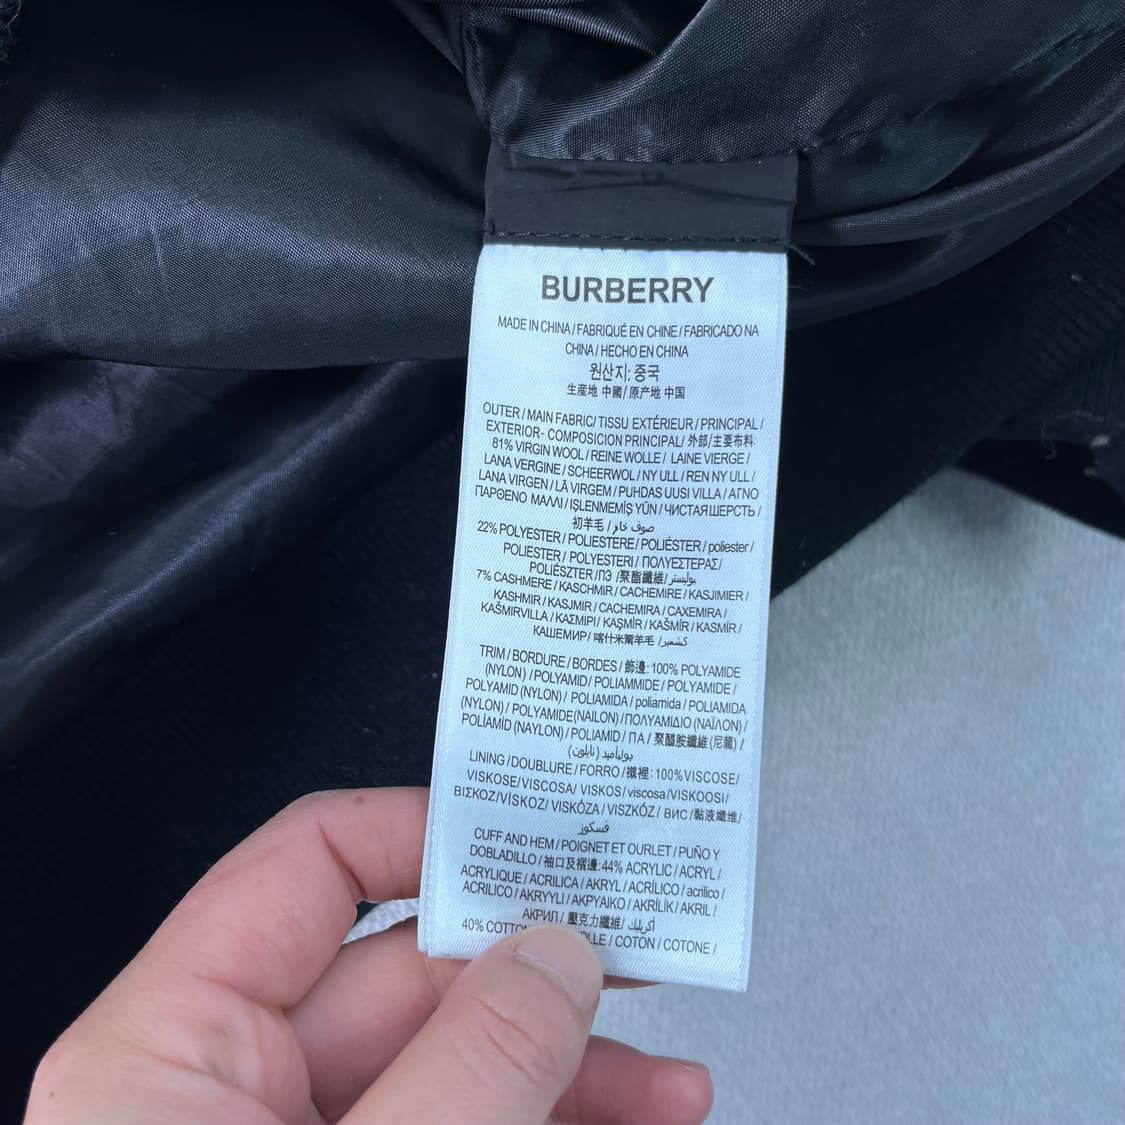 BURBERRY
MADE IN CHINA / FABRIQUÉ EN CHINE / FABRICADO NA
CHINA / HECHO EN CHINA
원산지: 중국
生産地 中國 / 原产地 中国
OUTER / MAIN FABRIC/ TISSU EXTÉRIEUR / PRINCIPAL /
EXTERIOR- COMPOSICION PRINCIPAL/ 外部/主要布料:
81% VIRGIN WOOL / REINE WOLLE / LAINE VIERGE /
LANA VERGINE / SCHEERWOL / NY ULL / REN NY ULL /
LANA VIRGEN / LÃ VIRGEM / PUHDAS UUSI VILLA / ΑΓΝΟ
ΠΑΡΘΕΝΟ ΜΑΛΛΙ / IŞLENMEMIŞ YÜN / ЧИСТАЯ ШЕРСТЬ /
初羊毛 / صوف خام
22% POLYESTER / POLIESTERE / POLIÉSTER / poliester /
POLIESTER / POLYESTERI / ΠΟΛΥΕΣΤΕΡΑΣ /
POLIÉSZTER / ПЭ / 聚酯纖維/ بوليستر/
7% CASHMERE / KASCHMIR / CACHEMIRE / KASJMIER /
KASHMIR / KASJMIR / CACHEMIRA / CAXEMIRA /
KAŠMIRVILLA / ΚΑΣΜΙΡΙ / KAŞMİR / KAŠMÍR / KASMÍR /
КАШЕМИР / 喀什米爾羊毛 / كشمير/
TRIM / BORDURE / BORDES / 飾邊: 100% POLYAMIDE
(NYLON) / POLYAMID / POLIAMMIDE / POLYAMIDE /
POLYAMID (NYLON) / POLIAMIDA / poliamida / POLIAMIDA
(NYLON) / POLYAMIDE(NAILON) / ΠΟΛΥΑΜΙΔΙΟ (ΝΑΪΛΟΝ) /
POLÍAMÍD (NAYLON) / POLIAMID / ПА / 聚醯胺纖維 (尼龍) /
بوليأميد (نايلون)
LINING / DOUBLURE / FORRO / 襯裡: 100% VISCOSE/
VISKOSE/ VISCOSA/ VISKOS/ viscosa/VISKOOSI/
ΒΙΣΚΟΖ/ VİSKOZ/ VISKÓZA / VISZKÓZ / ВИС / 黏液纖維/
فسكوز
CUFF AND HEM / POIGNET ET OURLET / PUÑO Y
DOBLADILLO / 袖口及褶邊: 44% ACRYLIC / ACRYL /
ACRYLIQUE / ACRILICA / AKRYL / ACRÍLICO / acrilico /
ACRILICO / AKRYYLI / ΑΚΡΥΛΙΚΟ / AKRİLİK / AKRIL /
АКРИЛ / 壓克力纖維/ أكريليك /
40% / COTON / COTONE /